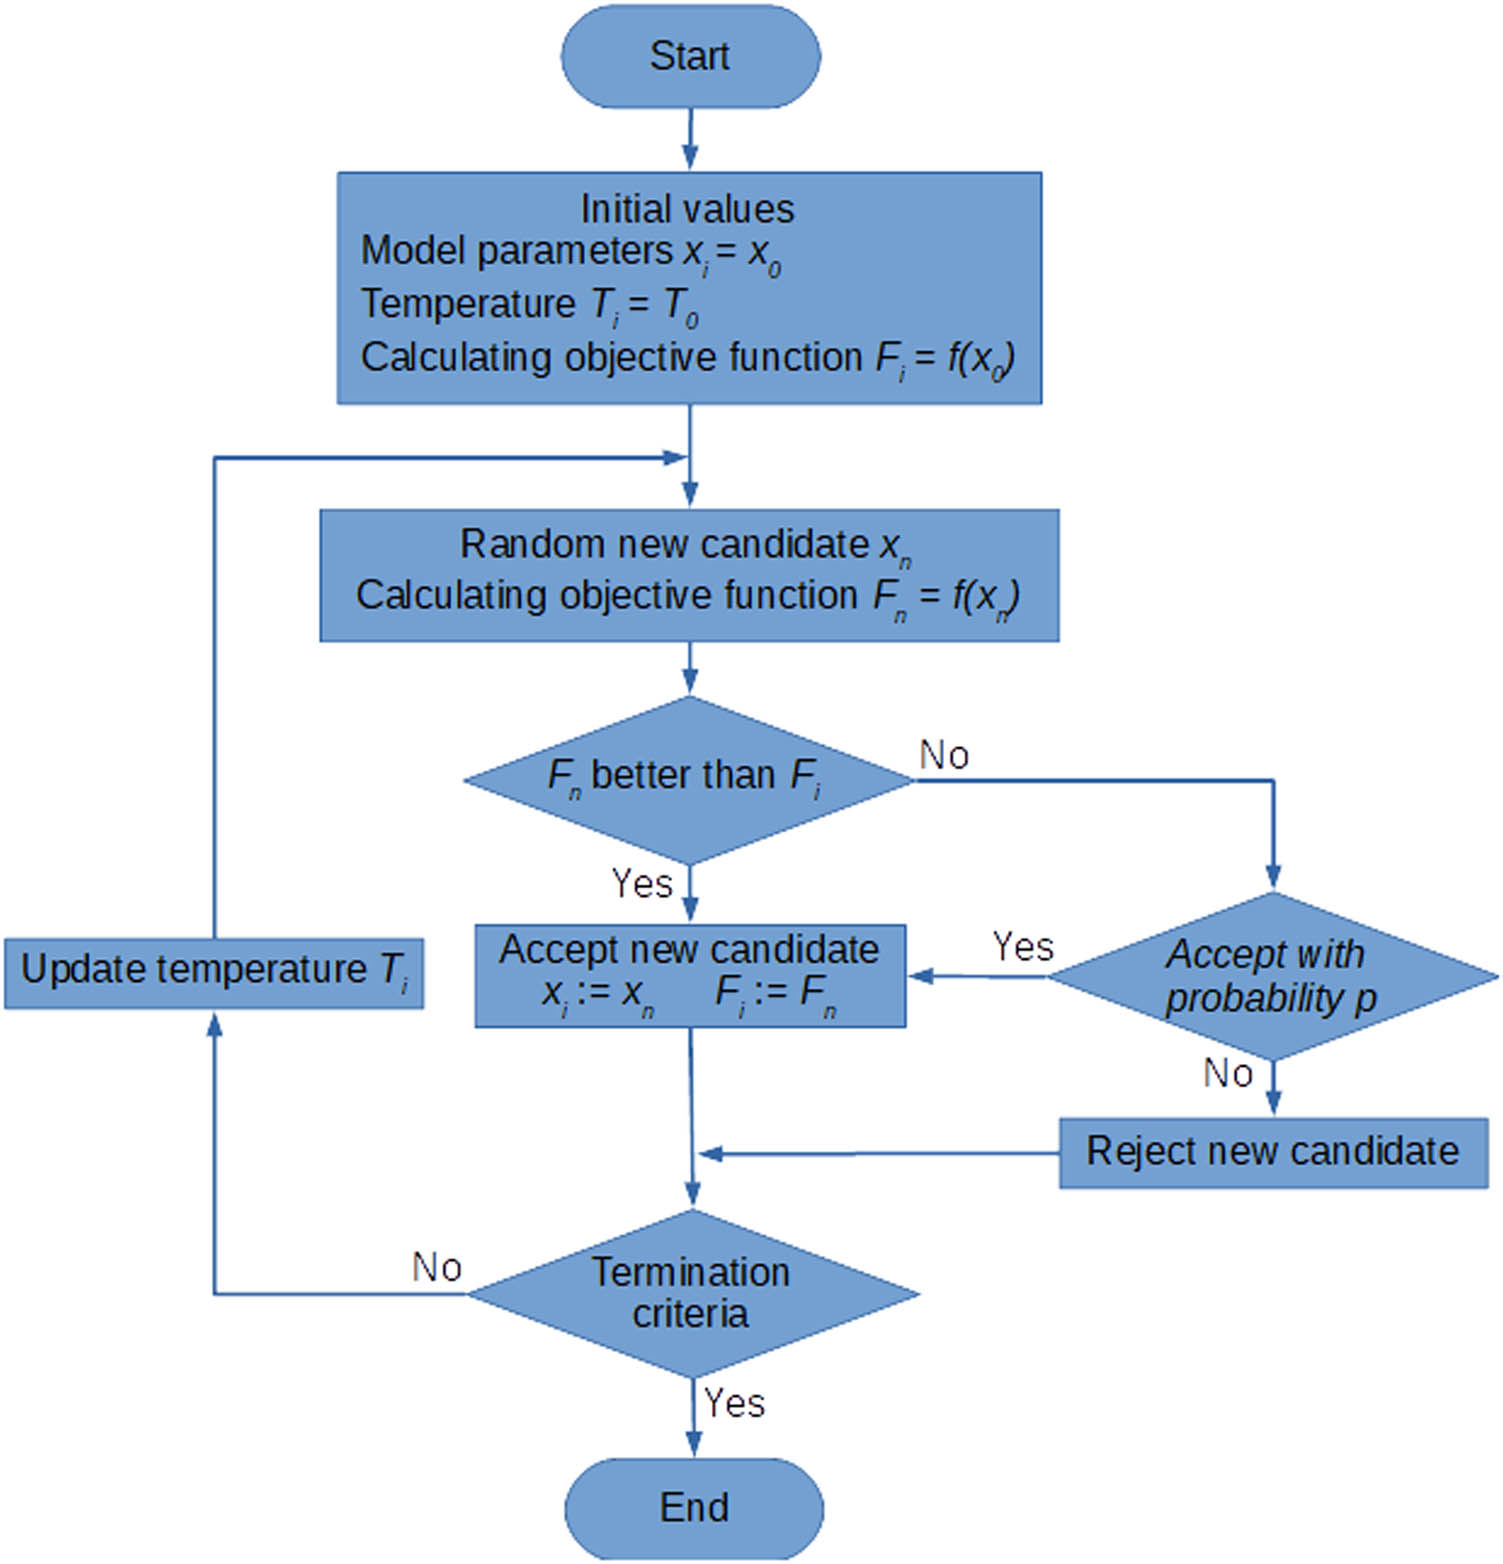 Start
Initial values
Model parameters xᵢ = x₀
Temperature Tᵢ = T₀
Calculating objective function Fᵢ = f(x₀)
Random new candidate xₙ
Calculating objective function Fₙ = f(xₙ)
Fₙ better than Fᵢ
No
Yes
Accept new candidate
xᵢ := xₙ Fᵢ := Fₙ
Yes
Accept with
probability p
Update temperature Tᵢ
No
Reject new candidate
No
Termination
criteria
Yes
End